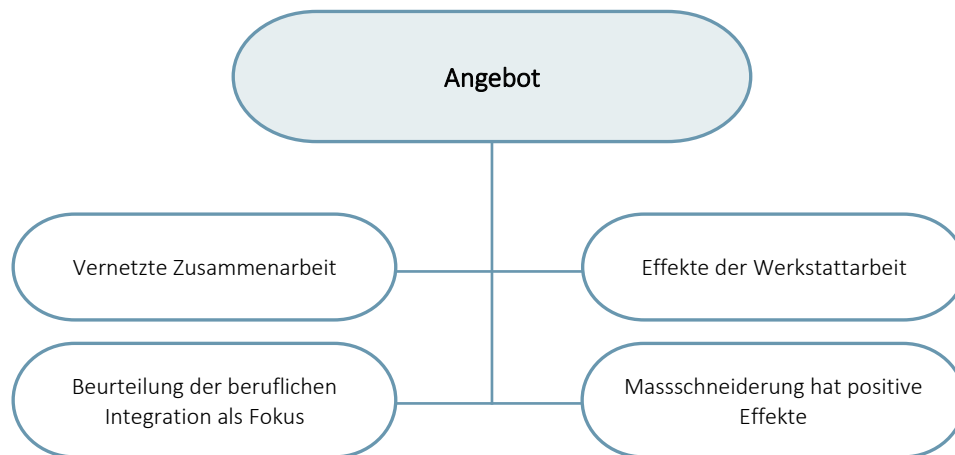 Angebot
Vernetzte Zusammenarbeit
Effekte der Werkstattarbeit
Beurteilung der beruflichen
Integration als Fokus
Massschneiderung hat positive
Effekte